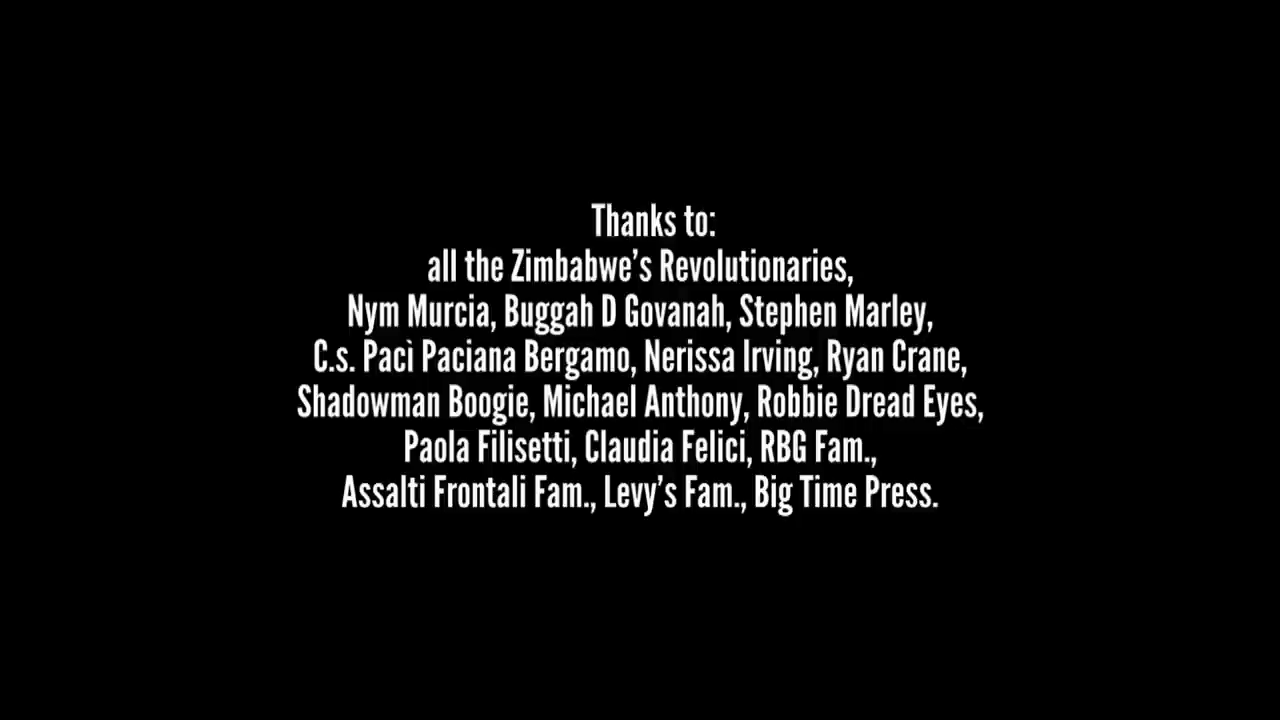 Thanks to:
all the Zimbabwe’s Revolutionaries,
Nym Murcia, Buggah D Govanah, Stephen Marley,
C.s. Pacì Paciana Bergamo, Nerissa Irving, Ryan Crane,
Shadowman Boogie, Michael Anthony, Robbie Dread Eyes,
Paola Filisetti, Claudia Felici, RBG Fam.,
Assalti Frontali Fam., Levy’s Fam., Big Time Press.